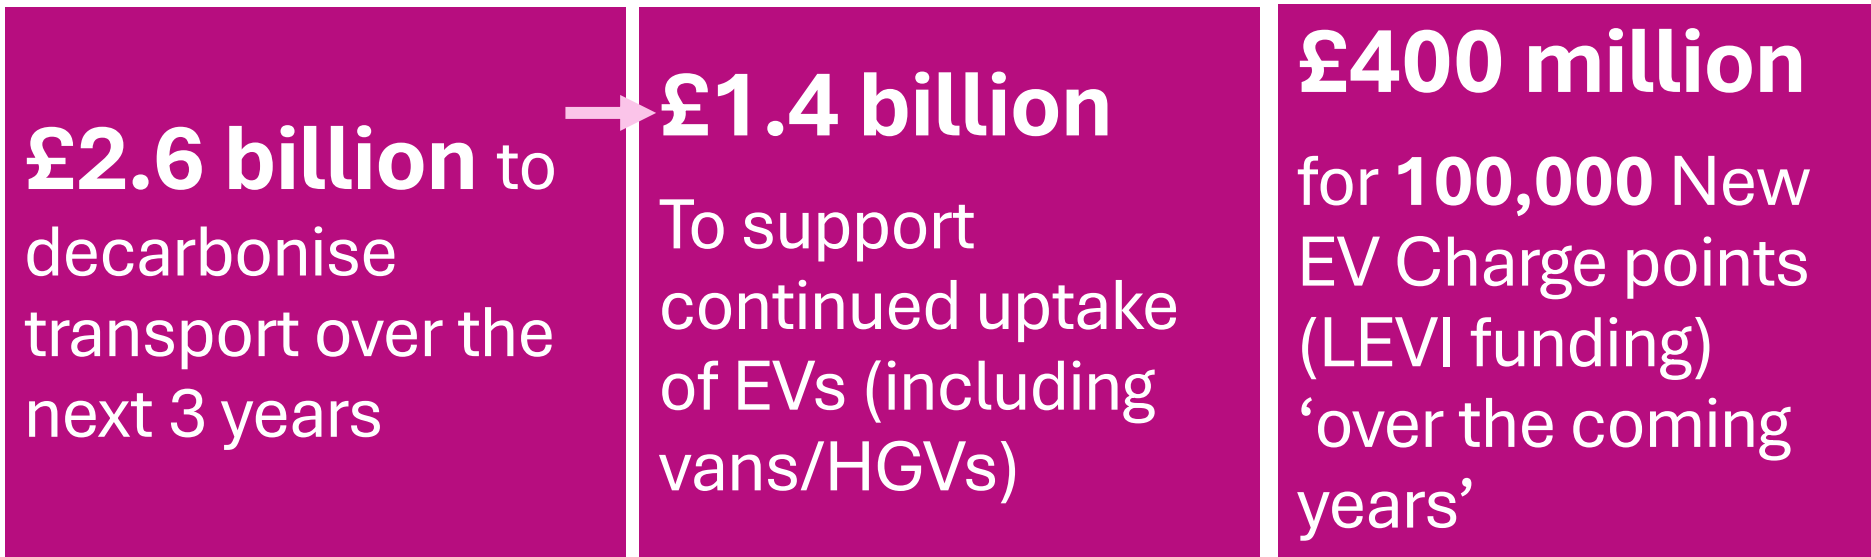 £2.6 billion to
decarbonise
transport over the
next 3 years
£1.4 billion
To support
continued uptake
of EVs (including
vans/HGVs)
£400 million
for 100,000 New
EV Charge points
(LEVI funding)
‘over the coming
years’